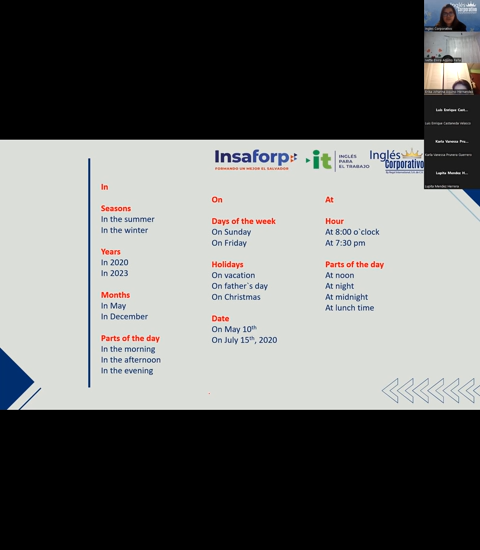 Insaforp
FORMANDO UN MEJOR EL SALVADOR
it
INGLÉS
PARA
EL TRABAJO
Inglés
Corporativo
In
Seasons
In the summer
In the winter
Years
In 2020
In 2023
Months
In May
In December
Parts of the day
In the morning
In the afternoon
In the evening
On
Days of the week
On Sunday
On Friday
Holidays
On vacation
On father`s day
On Christmas
Date
On May 10th
On July 15th, 2020
At
Hour
At 8:00 o`clock
At 7:30 pm
Parts of the day
At noon
At night
At midnight
At lunch time
Inglés
Corporativo
Inglés Corporativo
Luis Enrique Cast...
Luis Enrique Castaneda Velasco
Karla Vanessa Pro...
Lupita Mendez H...
Lupita Mendez Herrera